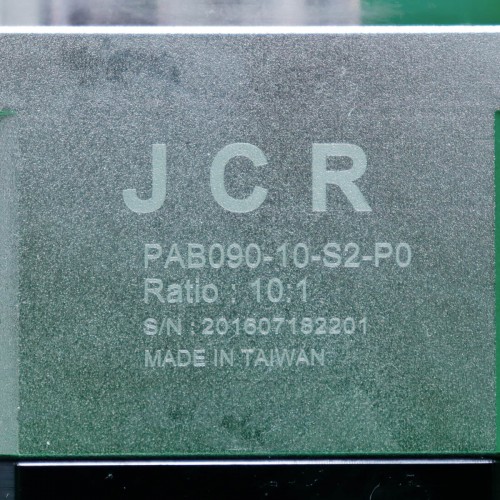 J C R
PAB090-10-S2-P0
Ratio : 10:1
S/N : 201607182201
MADE IN TAIWAN